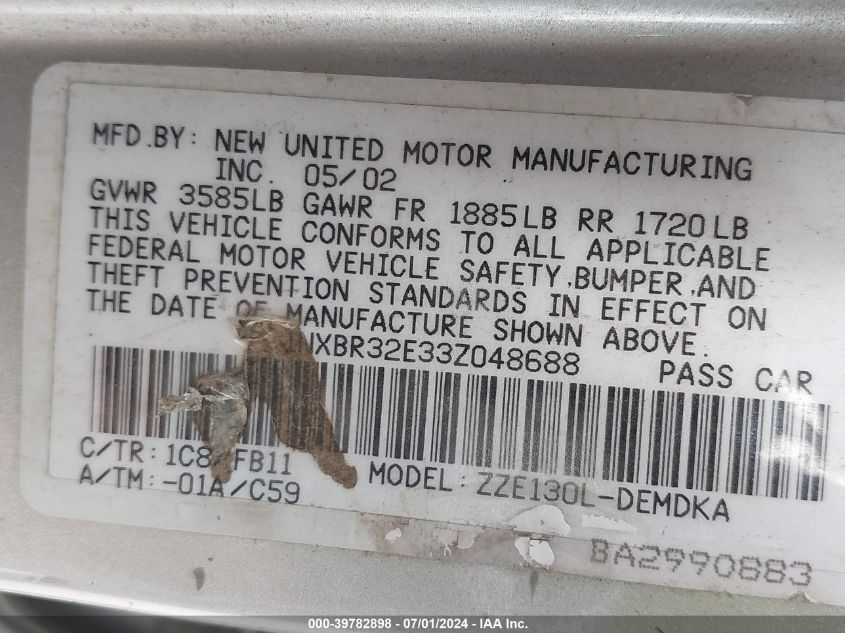 MFD.BY: NEW UNITED MOTOR MANUFACTURING
INC. 05/02
GVWR 3585LB GAWR FR 1885LB RR 1720LB
THIS VEHICLE CONFORMS TO ALL APPLICABLE
FEDERAL MOTOR VEHICLE SAFETY,BUMPER,AND
THEFT PREVENTION STANDARDS IN EFFECT ON
THE DATE OF MANUFACTURE SHOWN ABOVE.
NXBR32E33Z048688 PASS CAR
C/TR: 1C8 FB11
A/TM:-01A/C59 MODEL: ZZE130L-DEMDKA
BA2990883
000-39782898 - 07/01/2024 - IAA Inc.